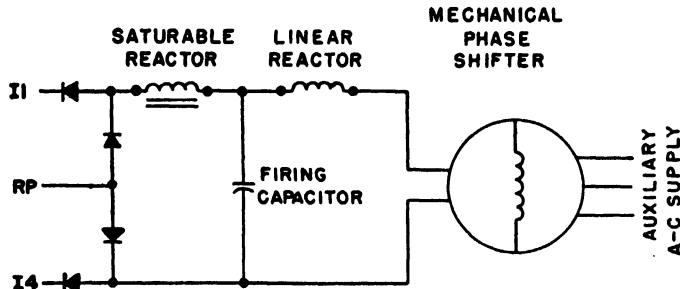 MECHANICAL
PHASE
SHIFTER
SATURABLE
REACTOR
LINEAR
REACTOR
I1
RP
FIRING
CAPACITOR
I4
AUXILIARY
A-C SUPPLY